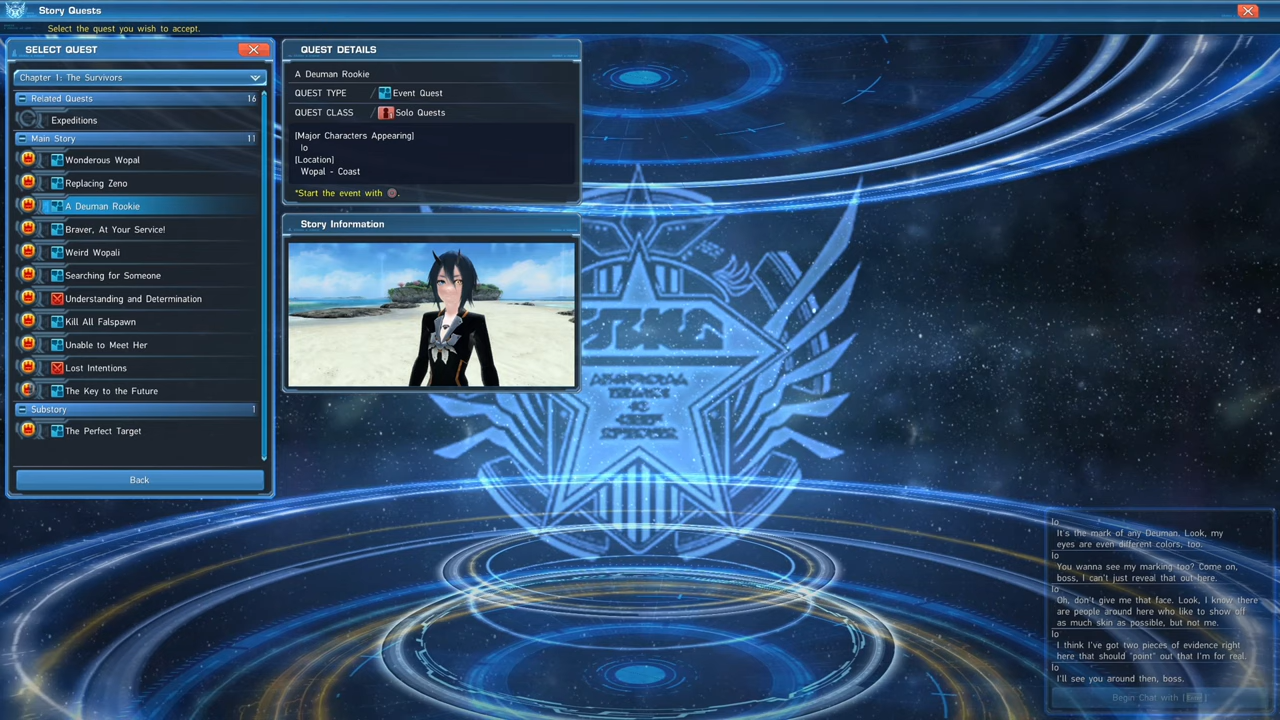 Story Quests
Select the quest you wish to accept.
SELECT QUEST
Chapter 1: The Survivors
Related Quests 16
Expeditions
Main Story 11
Wonderous Wopal
Replacing Zeno
A Deuman Rookie
Braver, At Your Service!
Weird Wopali
Searching for Someone
Understanding and Determination
Kill All Falspawn
Unable to Meet Her
Lost Intentions
The Key to the Future
Substory 1
The Perfect Target
Back
QUEST DETAILS
A Deuman Rookie
QUEST TYPE / Event Quest
QUEST CLASS / Solo Quests
[Major Characters Appearing]
Io
[Location]
Wopal - Coast
*Start the event with .
Story Information
Io
It's the mark of any Deuman. Look, my
eyes are even different colors, too.
Io
You wanna see my marking too? Come on,
boss, I can't just reveal that out here.
Io
Oh, don't give me that face. Look, I know there
are people around here who like to show off
as much skin as possible, but not me.
Io
I think I've got two pieces of evidence right
here that should "point" out that I'm for real.
Io
I'll see you around then, boss.
Begin Chat with [Enter]